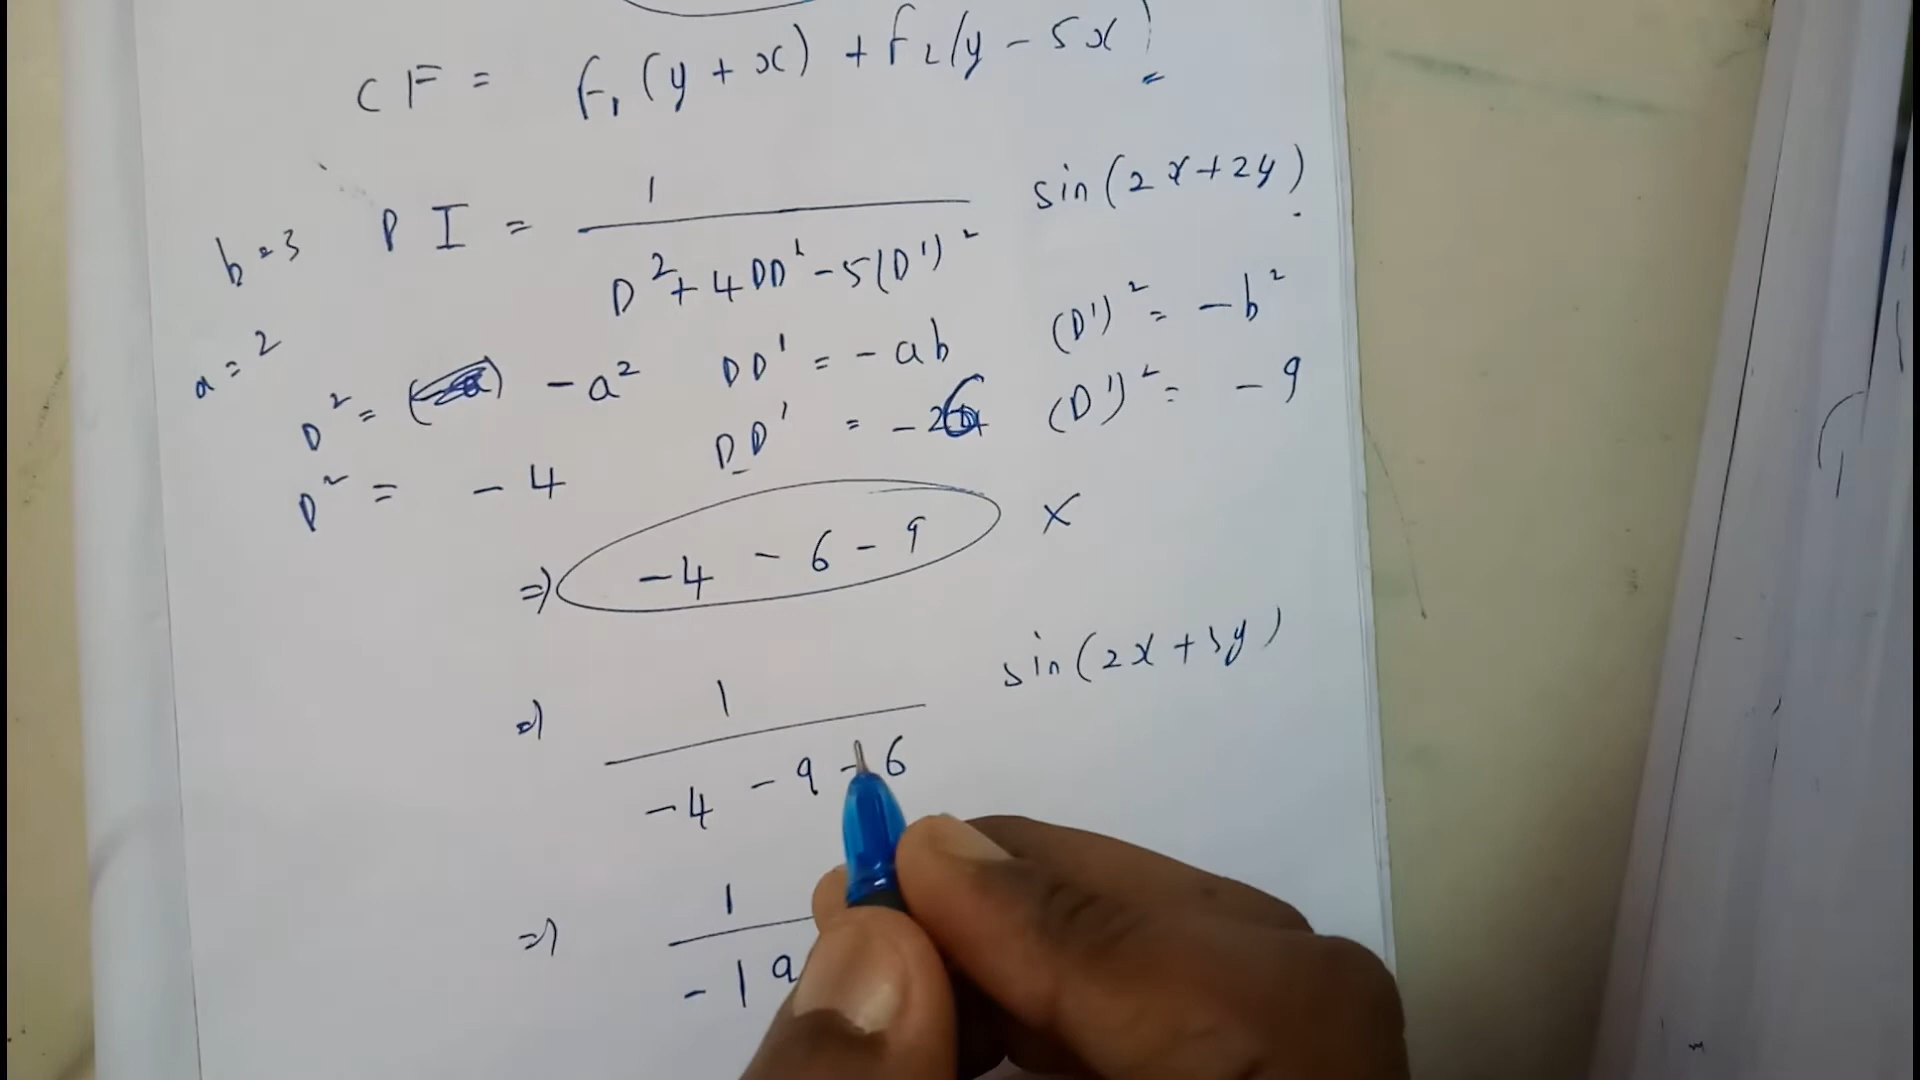 CF = f₁(y + x) + f₂(y - 5x)
b = 3 PI = 1 / (D² + 4DD' - 5(D')²) sin(2x+2y)
a = 2
D² = - a² DD' = - ab (D')² = - b²
D² = - 4 DD' = - 6 (D')² = - 9
⇒ - 4 - 6 - 9 ×
⇒ 1 / (- 4 - 9 - 6) sin(2x + 3y)
⇒ 1 / - 19